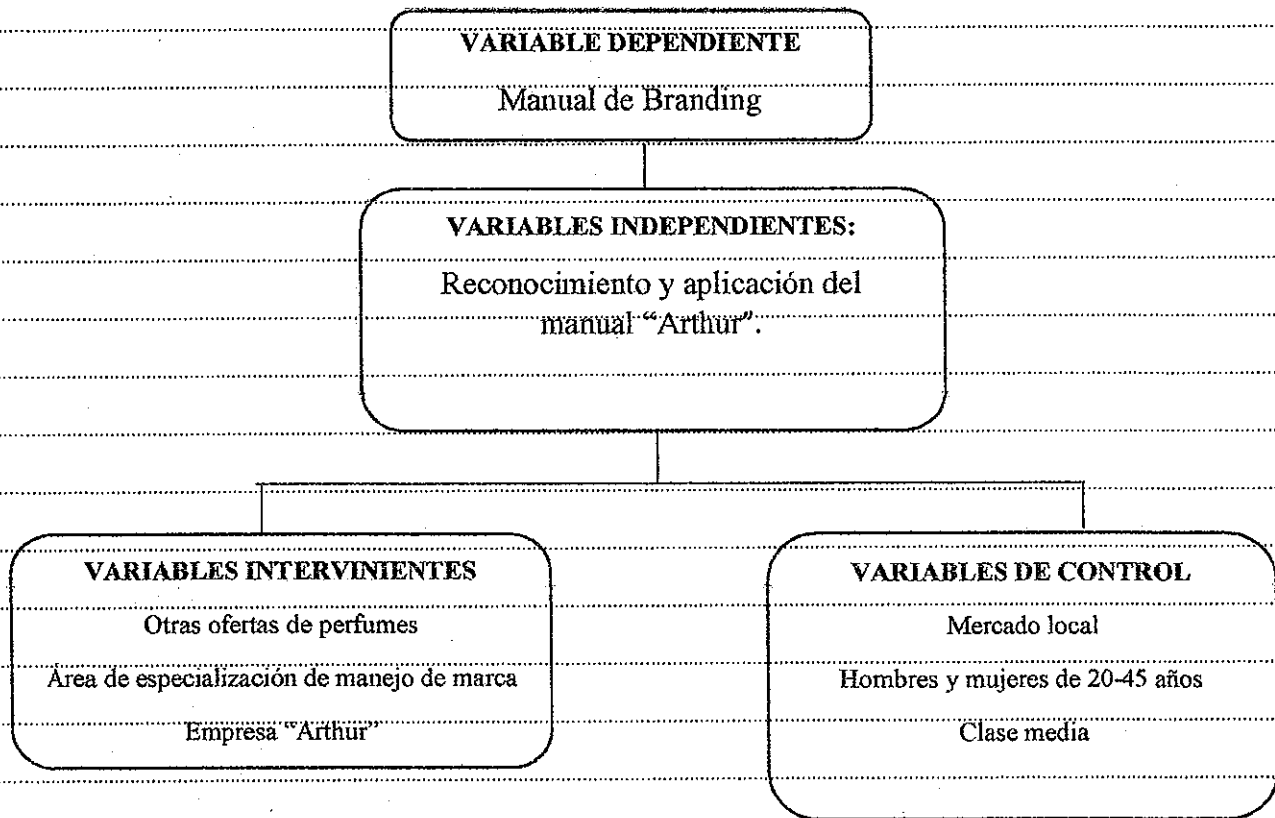 VARIABLE DEPENDIENTE
Manual de Branding
VARIABLES INDEPENDIENTES:
Reconocimiento y aplicación del
manual “Arthur”.
VARIABLES INTERVINIENTES
Otras ofertas de perfumes
Área de especialización de manejo de marca
Empresa “Arthur”
VARIABLES DE CONTROL
Mercado local
Hombres y mujeres de 20-45 años
Clase media